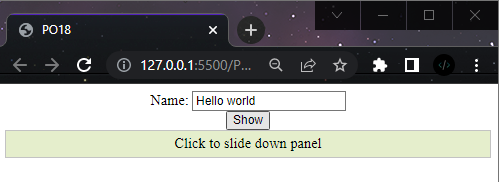 PO18
127.0.0.1:5500/P...
Name: Hello world
Show
Click to slide down panel